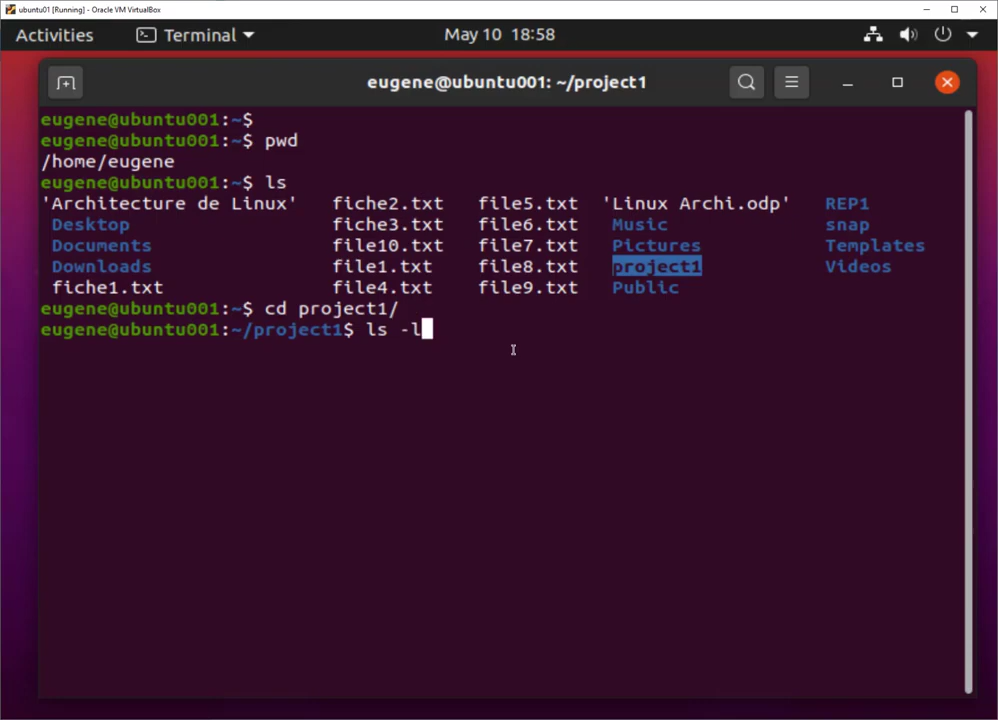 ubuntu01 [Running] - Oracle VM VirtualBox
Activities Terminal May 10 18:58
eugene@ubuntu001: ~/project1
eugene@ubuntu001:~$
eugene@ubuntu001:~$ pwd
/home/eugene
eugene@ubuntu001:~$ ls
'Architecture de Linux' fiche2.txt file5.txt 'Linux Archi.odp' REP1
Desktop fiche3.txt file6.txt Music snap
Documents file10.txt file7.txt Pictures Templates
Downloads file1.txt file8.txt project1 Videos
fiche1.txt file4.txt file9.txt Public
eugene@ubuntu001:~$ cd project1/
eugene@ubuntu001:~/project1$ ls -l